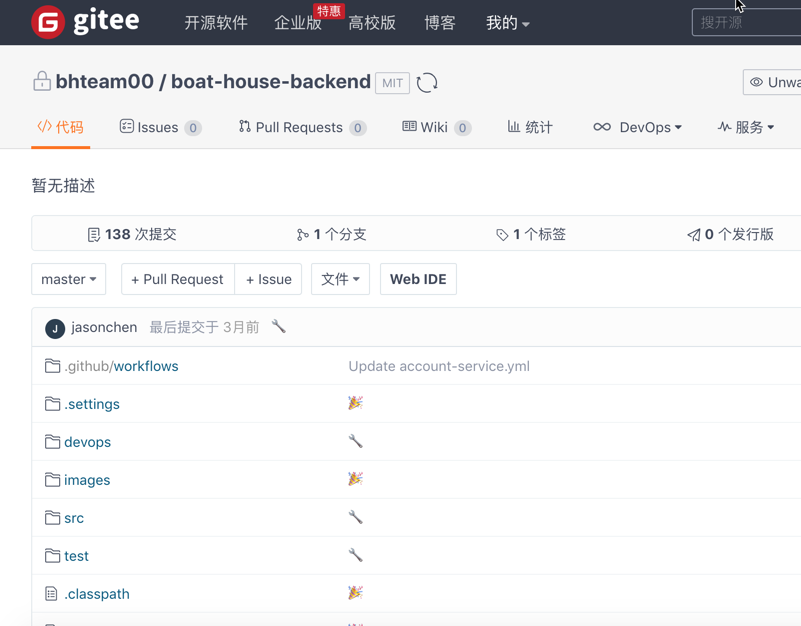 gitee 开源软件 企业版 特惠 高校版 博客 我的 搜开源
bhteam00 / boat-house-backend MIT
代码 Issues 0 Pull Requests 0 Wiki 0 统计 DevOps 服务
暂无描述
138 次提交 1 个分支 1 个标签 0 个发行版
master + Pull Request + Issue 文件 Web IDE
J jasonchen 最后提交于 3月前
.github/workflows Update account-service.yml
.settings
devops
images
src
test
.classpath